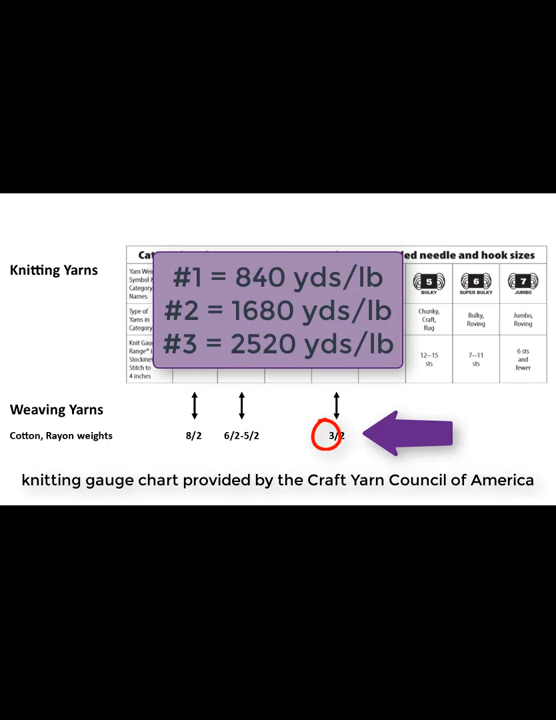 Cat
ed needle and hook sizes
Knitting Yarns
Yarn Wei
Symbol &
Category
Names
5
BULKY
6
SUPER BULKY
7
JUMBO
#1 = 840 yds/lb
#2 = 1680 yds/lb
#3 = 2520 yds/lb
Type of
Yarns in
Category
Chunky,
Craft,
Rug
Bulky,
Roving
Jumbo,
Roving
Knit Gau
Range*
Stockinet
Stitch to
4 inches
12–15
sts
7–11
sts
6 sts
and
fewer
Weaving Yarns
Cotton, Rayon weights
8/2
6/2-5/2
3/2
knitting gauge chart provided by the Craft Yarn Council of America